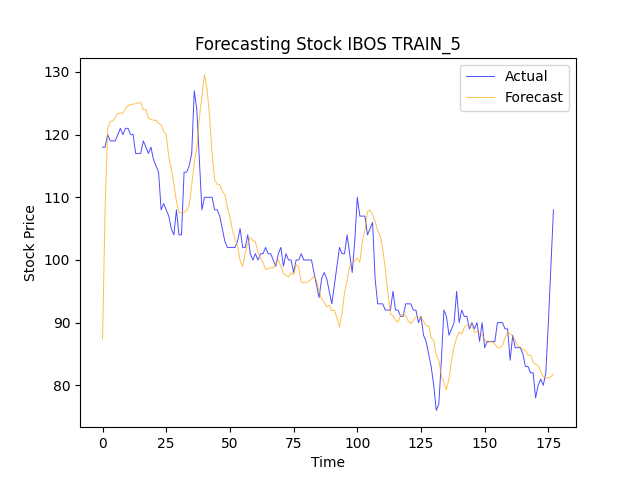 Forecasting Stock IBOS TRAIN_5
Actual
Forecast
130
120
110
100
90
80
Stock Price
0 25 50 75 100 125 150 175
Time